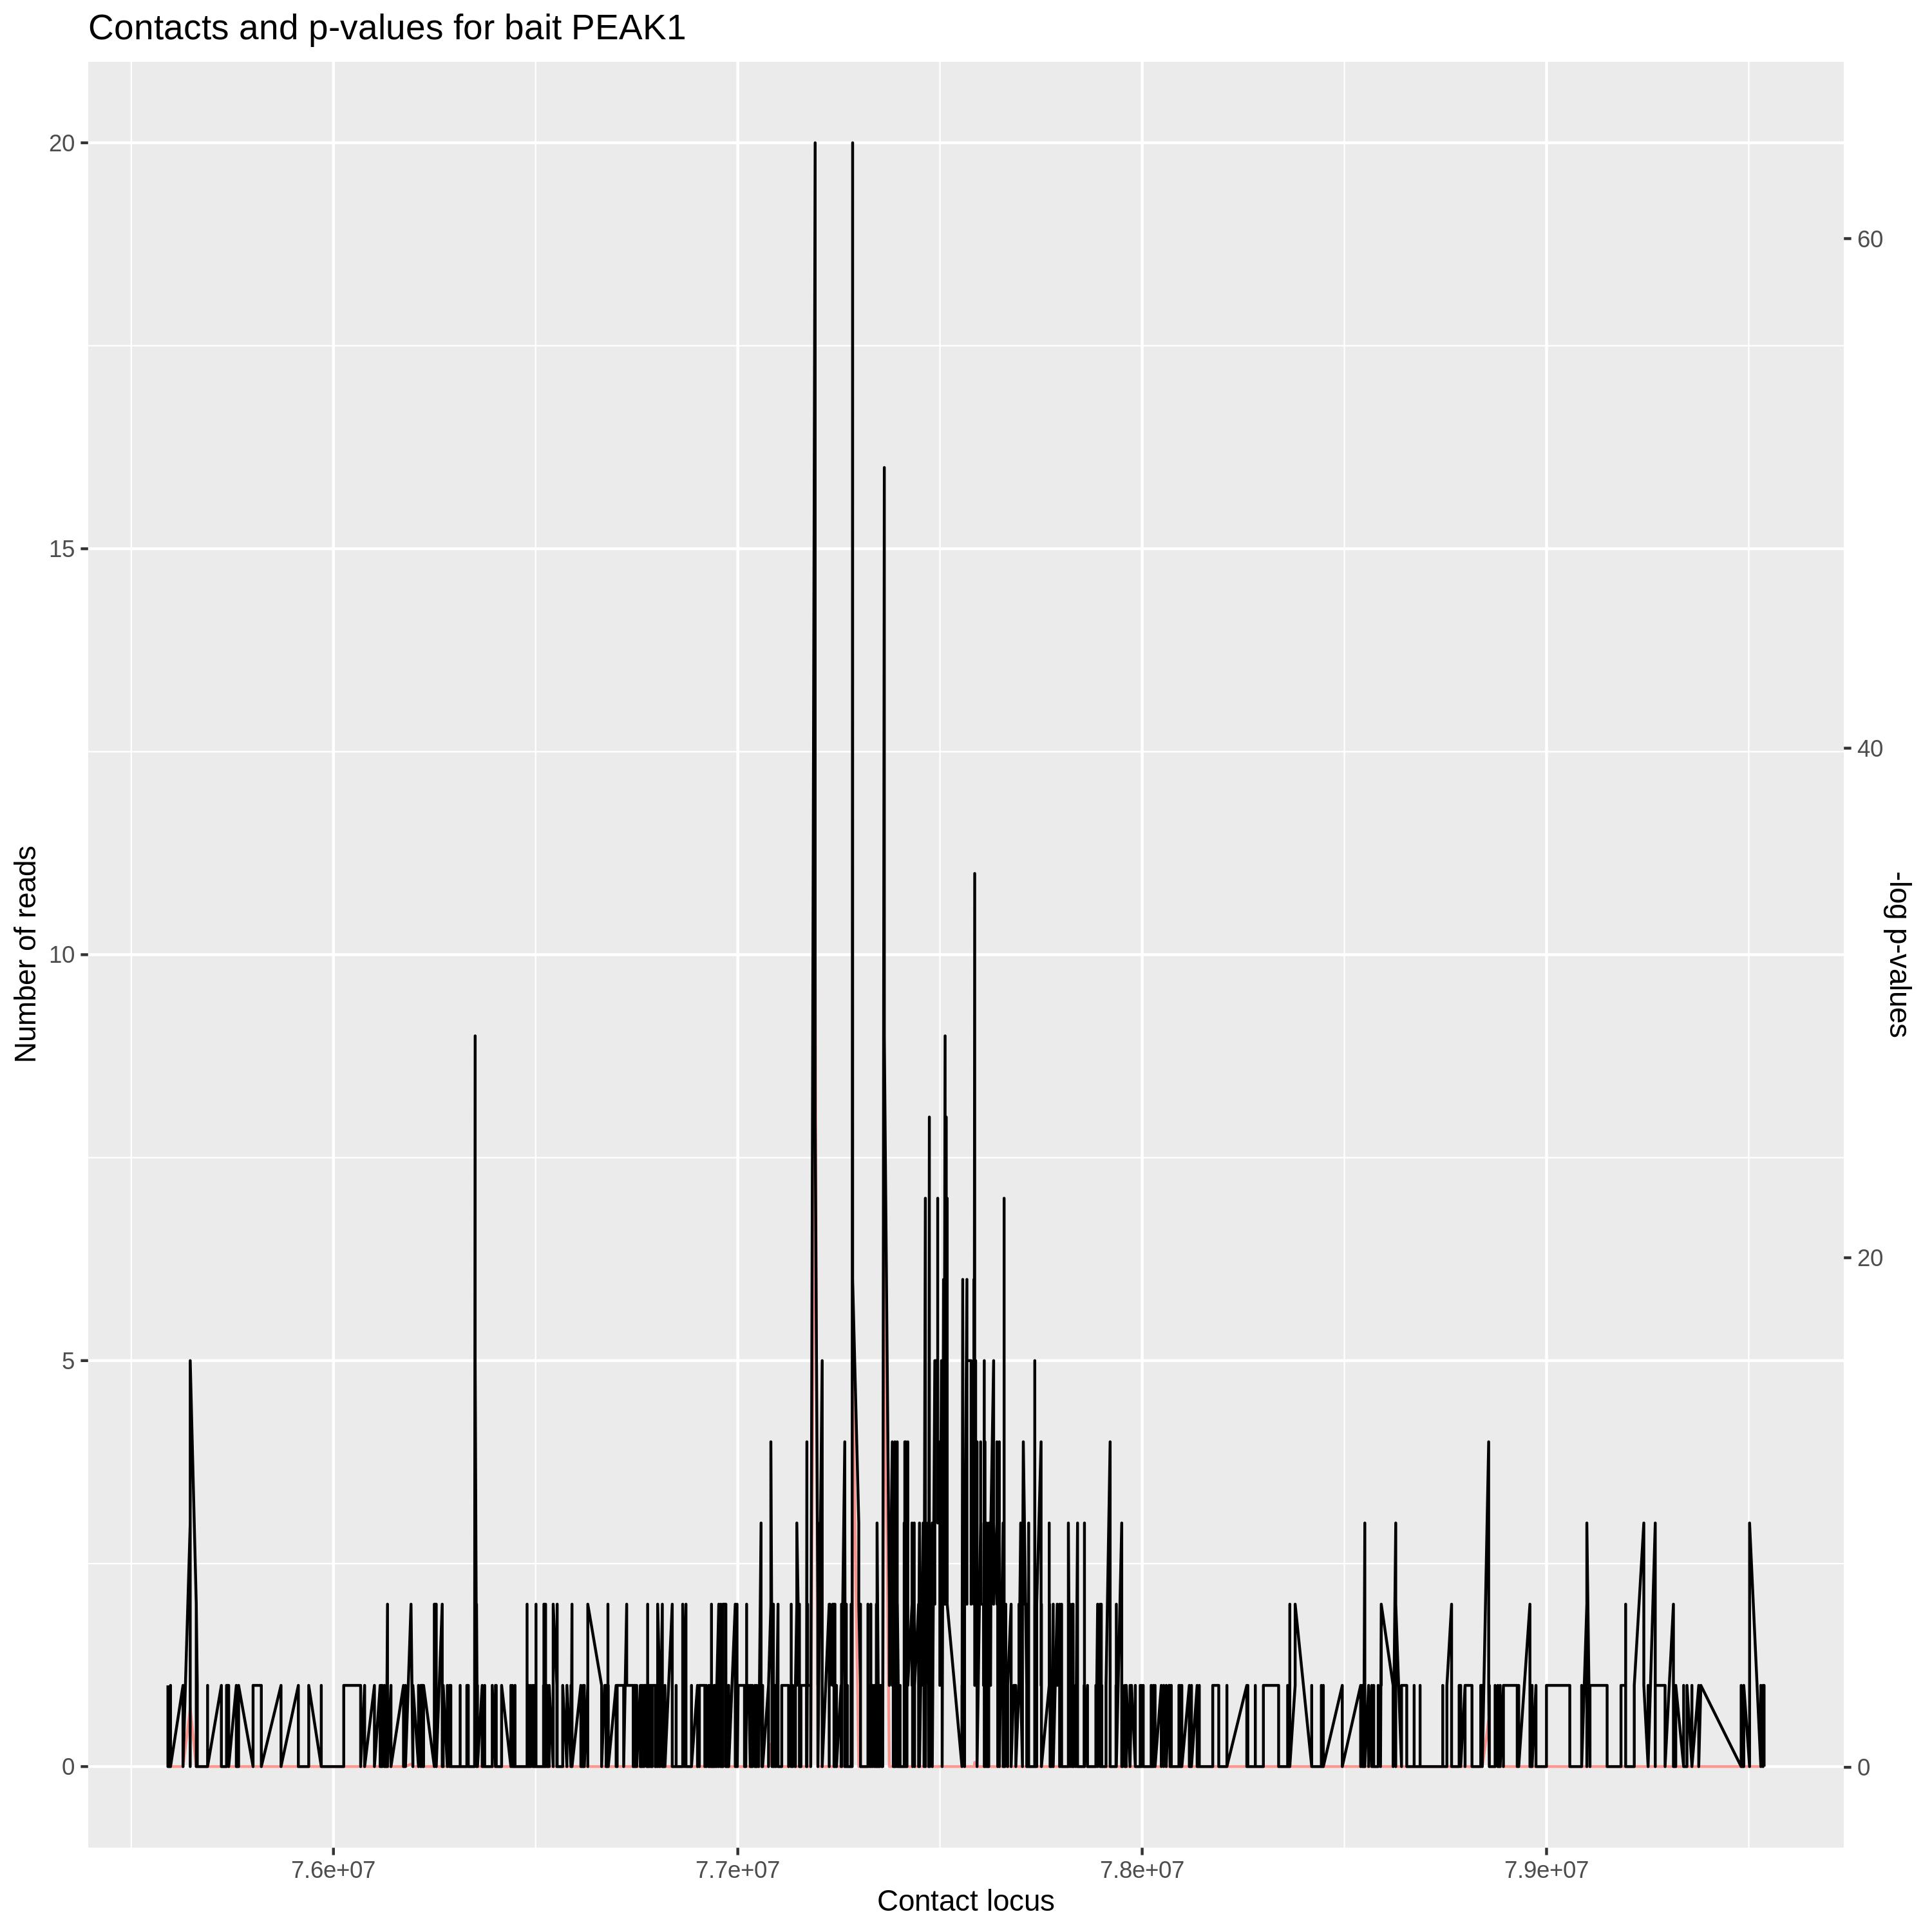 Contacts and p-values for bait PEAK1
20
15
10
5
0
60
40
20
0
Number of reads
-log p-values
7.6e+07
7.7e+07
7.8e+07
7.9e+07
Contact locus